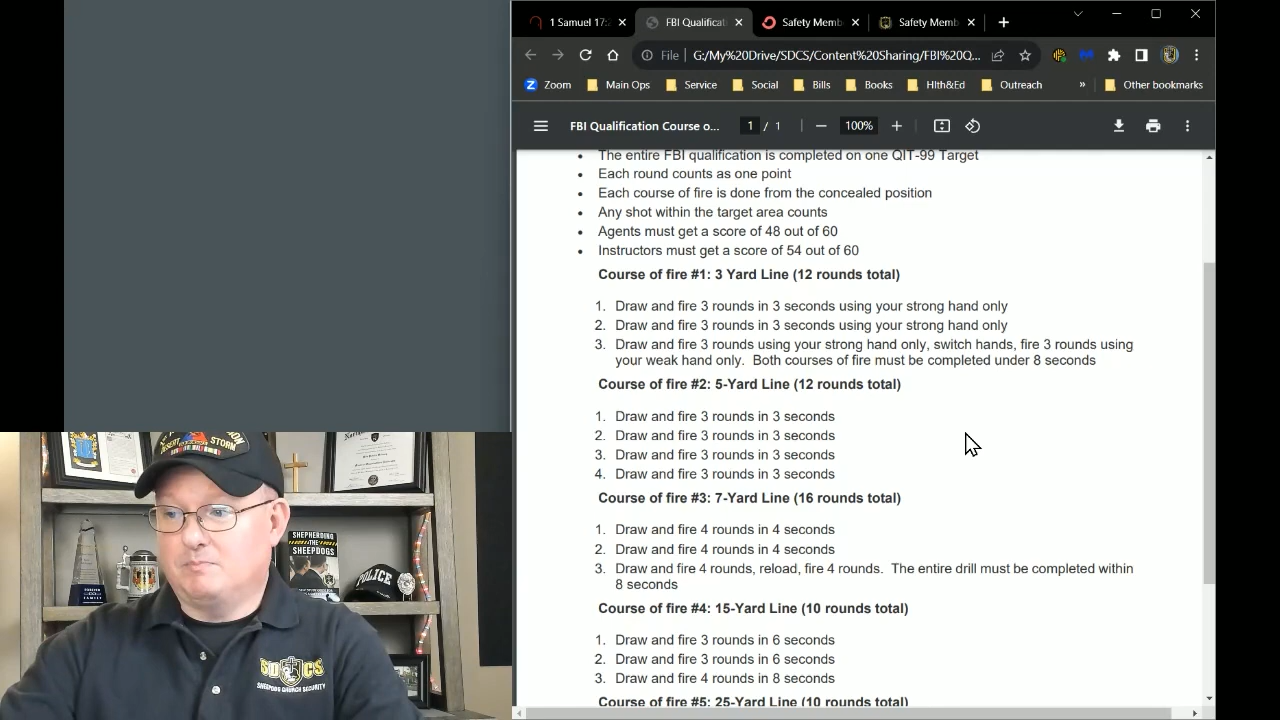 1 Samuel 17:
FBI Qualificati
Safety Memb
Safety Memb
File
G:/My%20Drive/SDCS/Content%20Sharing/FBI%20Q...
Zoom
Main Ops
Service
Social
Bills
Books
Hlth&Ed
Outreach
»
Other bookmarks
FBI Qualification Course o...
1 / 1
100%
• The entire FBI qualification is completed on one QIT-99 Target
• Each round counts as one point
• Each course of fire is done from the concealed position
• Any shot within the target area counts
• Agents must get a score of 48 out of 60
• Instructors must get a score of 54 out of 60
Course of fire #1: 3 Yard Line (12 rounds total)
1. Draw and fire 3 rounds in 3 seconds using your strong hand only
2. Draw and fire 3 rounds in 3 seconds using your strong hand only
3. Draw and fire 3 rounds using your strong hand only, switch hands, fire 3 rounds using
your weak hand only. Both courses of fire must be completed under 8 seconds
Course of fire #2: 5-Yard Line (12 rounds total)
1. Draw and fire 3 rounds in 3 seconds
2. Draw and fire 3 rounds in 3 seconds
3. Draw and fire 3 rounds in 3 seconds
4. Draw and fire 3 rounds in 3 seconds
Course of fire #3: 7-Yard Line (16 rounds total)
1. Draw and fire 4 rounds in 4 seconds
2. Draw and fire 4 rounds in 4 seconds
3. Draw and fire 4 rounds, reload, fire 4 rounds. The entire drill must be completed within
8 seconds
Course of fire #4: 15-Yard Line (10 rounds total)
1. Draw and fire 3 rounds in 6 seconds
2. Draw and fire 3 rounds in 6 seconds
3. Draw and fire 4 rounds in 8 seconds
Course of fire #5: 25-Yard Line (10 rounds total)
DESERT STORM
SHEPHERDING
THE
SHEEPDOGS
POLICE
SDCS
SHEEPDOG CHURCH SECURITY